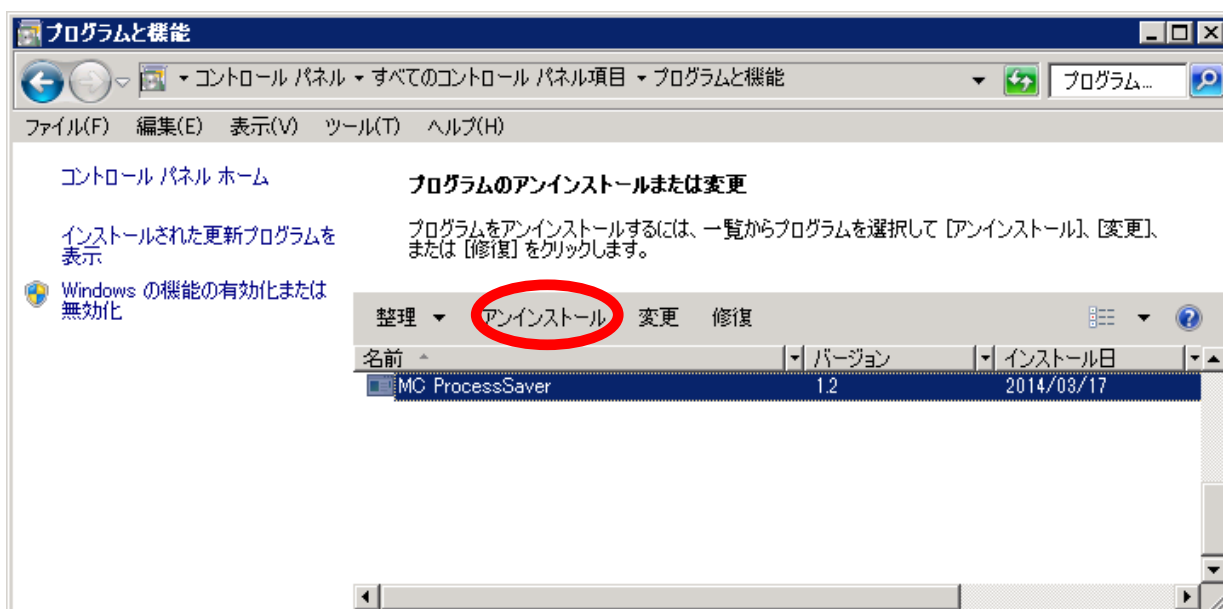 プログラムと機能
コントロール パネル すべてのコントロール パネル項目 プログラムと機能 プログラム...
ファイル(F) 編集(E) 表示(V) ツール(T) ヘルプ(H)
コントロール パネル ホーム
インストールされた更新プログラムを
表示
Windows の機能の有効化または
無効化
プログラムのアンインストールまたは変更
プログラムをアンインストールするには、一覧からプログラムを選択して [アンインストール]、[変更]、
または [修復] をクリックします。
整理 アンインストール 変更 修復
名前 バージョン インストール日
MC ProcessSaver 1.2 2014/03/17